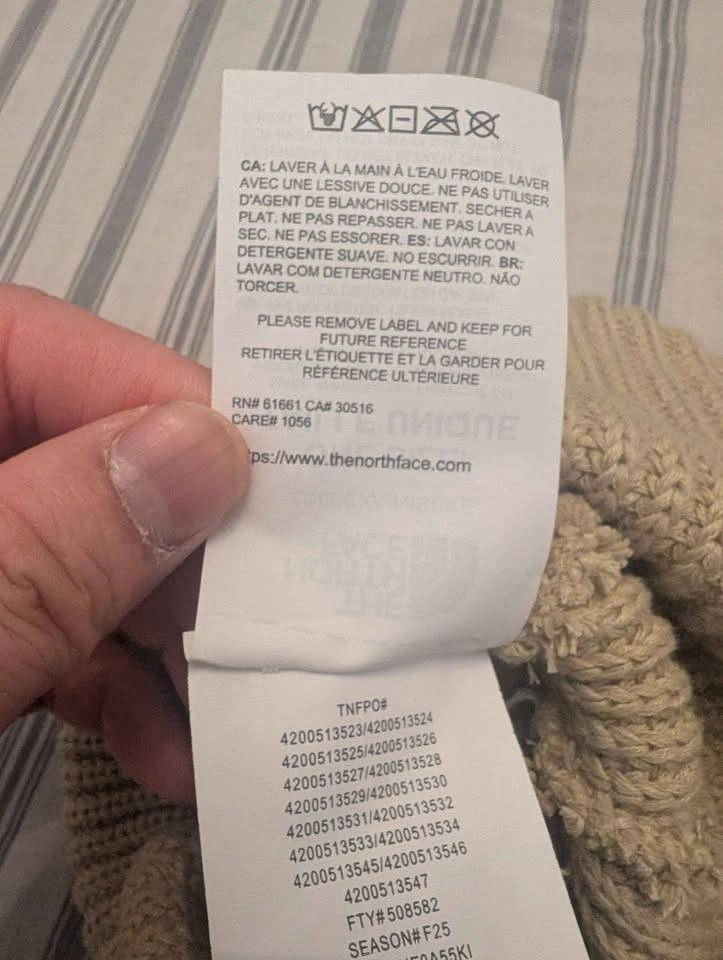 CA: LAVER À LA MAIN À L'EAU FROIDE. LAVER
AVEC UNE LESSIVE DOUCE. NE PAS UTILISER
D'AGENT DE BLANCHISSEMENT. SECHER A
PLAT. NE PAS REPASSER. NE PAS LAVER A
SEC. NE PAS ESSORER. ES: LAVAR CON
DETERGENTE SUAVE. NO ESCURRIR. BR:
LAVAR COM DETERGENTE NEUTRO. NÃO
TORCER.
PLEASE REMOVE LABEL AND KEEP FOR
FUTURE REFERENCE
RETIRER L'ÉTIQUETTE ET LA GARDER POUR
RÉFÉRENCE ULTÉRIEURE
RN# 61661 CA# 30516
CARE# 1056
ps://www.thenorthface.com
TNFPO#
4200513523/4200513524
4200513525/4200513526
4200513527/4200513528
4200513529/4200513530
4200513531/4200513532
4200513533/4200513534
4200513545/4200513546
4200513547
FTY#508582
SEASON#F25